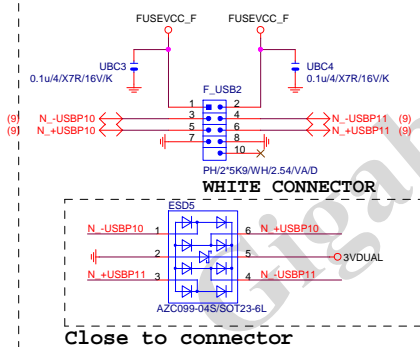 FUSEVCC_F FUSEVCC_F
UBC3 UBC4
0.1u/4/X7R/16V/K 0.1u/4/X7R/16V/K
F_USB2
1 2
(9) N_-USBP10 3 4 N_-USBP11 (9)
(9) N_+USBP10 5 6 N_+USBP11 (9)
7 8
10
PH/2*5K9/WH/2.54/VA/D
WHITE CONNECTOR
ESD5
N_-USBP10 1 6 N_+USBP10
2 5 3VDUAL
N_+USBP11 3 4 N_-USBP11
AZC099-04S/SOT23-6L
Close to connector
Gigab